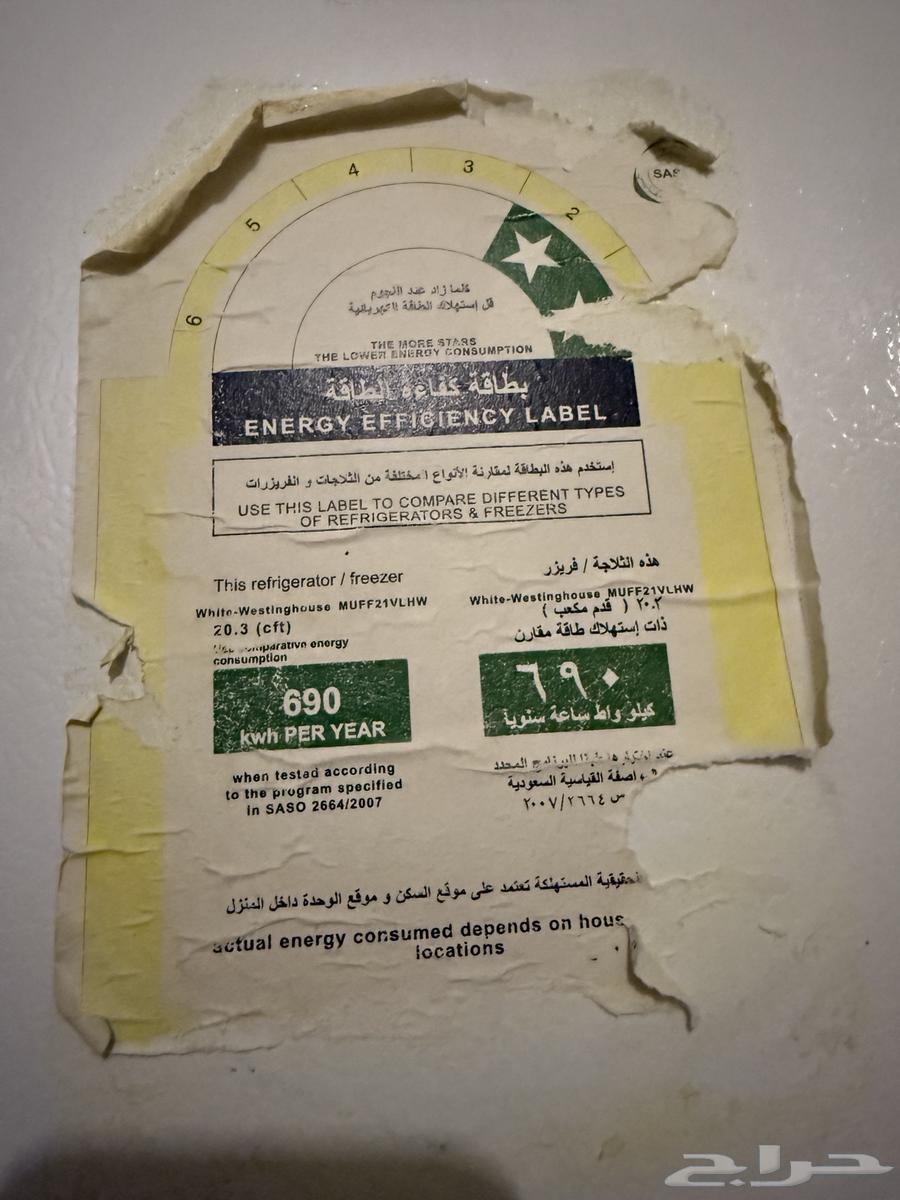 6
5
4
3
2
SAS
كلما زاد عدد النجوم
قل إستهلاك الطاقة الكهربائية
THE MORE STARS
THE LOWER ENERGY CONSUMPTION
بطاقة كفاءة الطاقة
ENERGY EFFICIENCY LABEL
إستخدم هذه البطاقة لمقارنة الأنواع المختلفة من الثلاجات و الفريزرات
USE THIS LABEL TO COMPARE DIFFERENT TYPES
OF REFRIGERATORS & FREEZERS
هذه الثلاجة / فريزر
White-Westinghouse MUFF21VLHW
٢٠.٢ ( قدم مكعب )
ذات إستهلاك طاقة مقارن
٦٩٠
كيلو واط ساعة سنوية
This refrigerator / freezer
White-Westinghouse MUFF21VLHW
20.3 (cft)
comparative energy
consumption
690
kwh PER YEAR
when tested according
to the program specified
in SASO 2664/2007
البرنامج المحدد
القياسية السعودية
س ٢٦٦٤/٢٠٠٧
المستهلكة تعتمد على موقع السكن و موقع الوحدة داخل المنزل
actual energy consumed depends on hous
locations
حراج